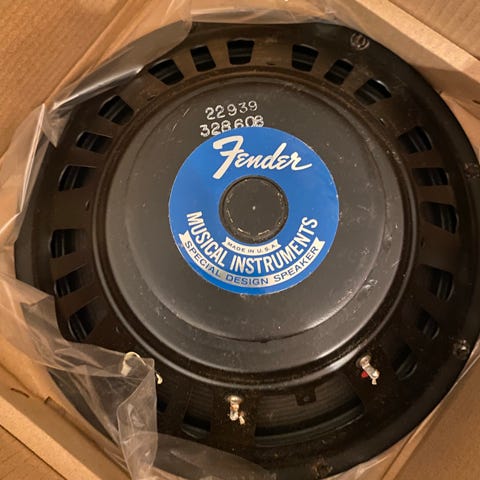 22939
328608
Fender
MADE IN U.S.A.
MUSICAL INSTRUMENTS
SPECIAL DESIGN SPEAKER